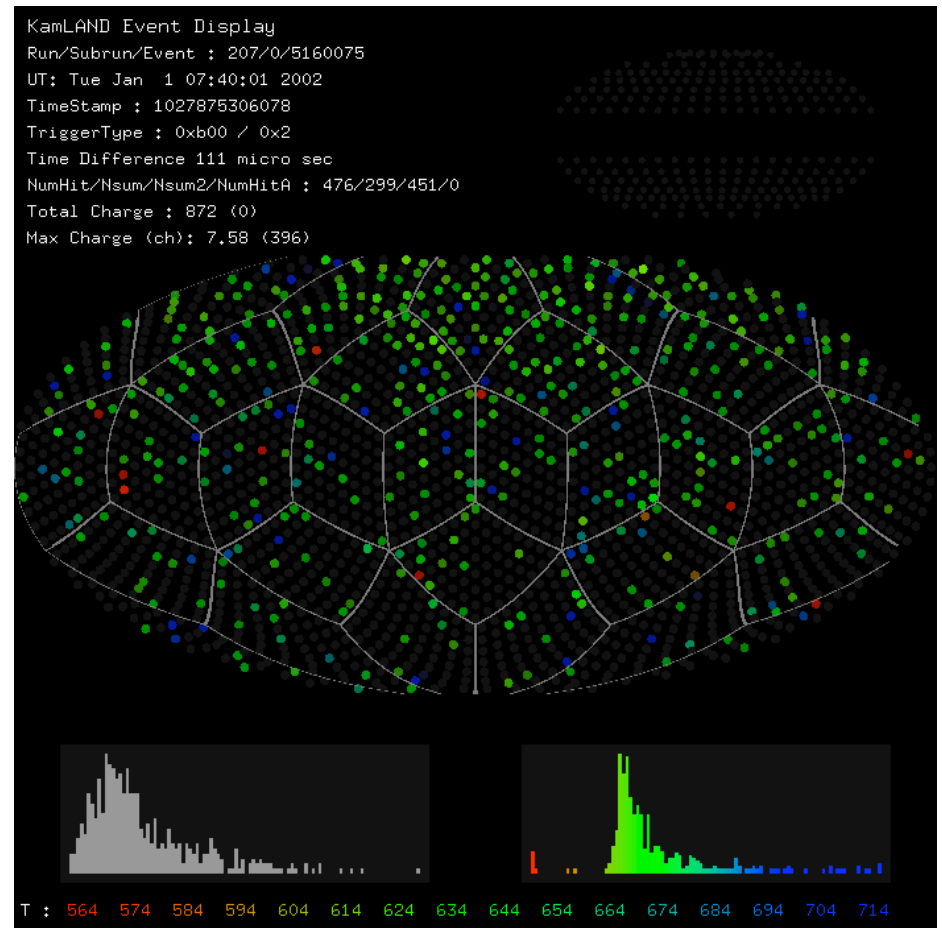 KamLAND Event Display
Run/Subrun/Event : 207/0/5160075
UT: Tue Jan  1 07:40:01 2002
TimeStamp : 1027875306078
TriggerType : 0xb00 / 0x2
Time Difference 111 micro sec
NumHit/Nsum/Nsum2/NumHitA : 476/299/451/0
Total Charge : 872 (0)
Max Charge (ch): 7.58 (396)
T : 564 574 584 594 604 614 624 634 644 654 664 674 684 694 704 714